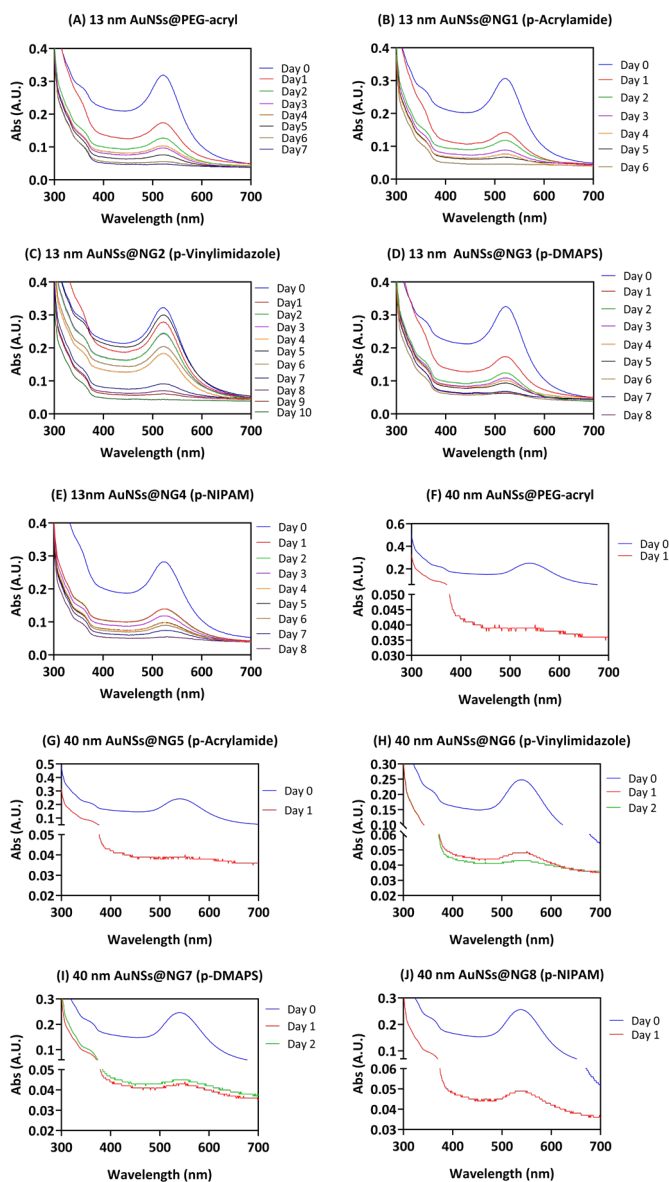 (A) 13 nm AuNSs@PEG-acryl
Abs (A.U.)
0.4
0.3
0.2
0.1
0.0
300 400 500 600 700
Wavelength (nm)
Day 0
Day1
Day2
Day3
Day4
Day5
Day6
Day7
(B) 13 nm AuNSs@NG1 (p-Acrylamide)
Abs (A.U.)
0.4
0.3
0.2
0.1
0.0
300 400 500 600 700
Wavelength (nm)
Day 0
Day 1
Day 2
Day 3
Day 4
Day 5
Day 6
(C) 13 nm AuNSs@NG2 (p-Vinylimidazole)
Abs (A.U.)
0.4
0.3
0.2
0.1
0.0
300 400 500 600 700
Wavelength (nm)
Day 0
Day1
Day2
Day 3
Day 4
Day 5
Day 6
Day 7
Day 8
Day 9
Day 10
(D) 13 nm AuNSs@NG3 (p-DMAPS)
Abs (A.U.)
0.4
0.3
0.2
0.1
0.0
300 400 500 600 700
Wavelength (nm)
Day 0
Day 1
Day 2
Day 3
Day 4
Day 5
Day 6
Day 7
Day 8
(E) 13nm AuNSs@NG4 (p-NIPAM)
Abs (A.U.)
0.4
0.3
0.2
0.1
0.0
300 400 500 600 700
Wavelength (nm)
Day 0
Day 1
Day 2
Day 3
Day 4
Day 5
Day 6
Day 7
Day 8
(F) 40 nm AuNSs@PEG-acryl
Abs (A.U.)
0.6
0.4
0.2
0.050
0.045
0.040
0.035
0.030
300 400 500 600 700
Wavelength (nm)
Day 0
Day 1
(G) 40 nm AuNSs@NG5 (p-Acrylamide)
Abs (A.U.)
0.5
0.4
0.3
0.2
0.1
0.05
0.04
0.03
0.02
300 400 500 600 700
Wavelength (nm)
Day 0
Day 1
(H) 40 nm AuNSs@NG6 (p-Vinylimidazole)
Abs (A.U.)
0.30
0.25
0.20
0.15
0.10
0.06
0.05
0.04
0.03
0.02
300 400 500 600 700
Wavelength (nm)
Day 0
Day 1
Day 2
(I) 40 nm AuNSs@NG7 (p-DMAPS)
Abs (A.U.)
0.3
0.2
0.1
0.05
0.04
0.03
0.02
300 400 500 600 700
Wavelength (nm)
Day 0
Day 1
Day 2
(J) 40 nm AuNSs@NG8 (p-NIPAM)
Abs (A.U.)
0.3
0.2
0.1
0.06
0.05
0.04
0.03
300 400 500 600 700
Wavelength (nm)
Day 0
Day 1